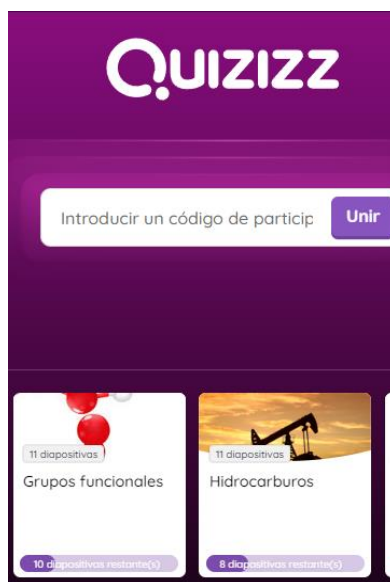 QUIZIZZ
Introducir un código de particip
Unir
11 diapositivas
Grupos funcionales
10 diapositivas restante(s)
11 diapositivas
Hidrocarburos
8 diapositivas restante(s)